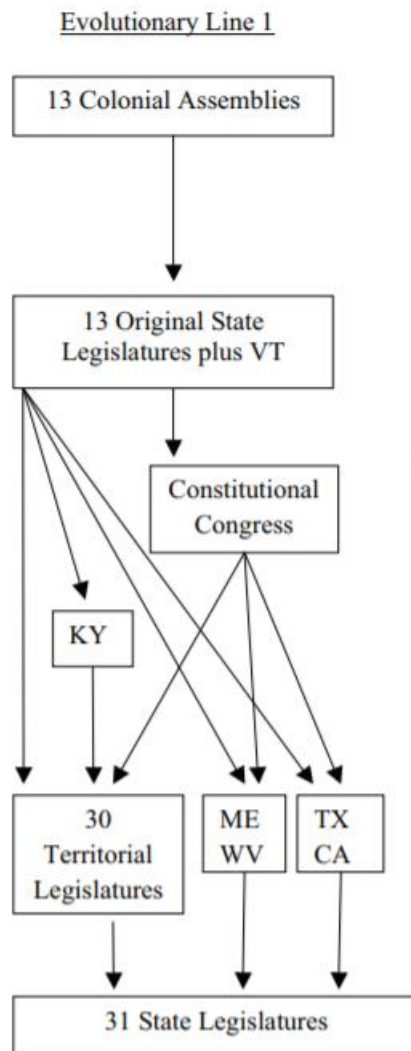 Evolutionary Line 1
13 Colonial Assemblies
13 Original State
Legislatures plus VT
Constitutional
Congress
KY
30
Territorial
Legislatures
ME
WV
TX
CA
31 State Legislatures